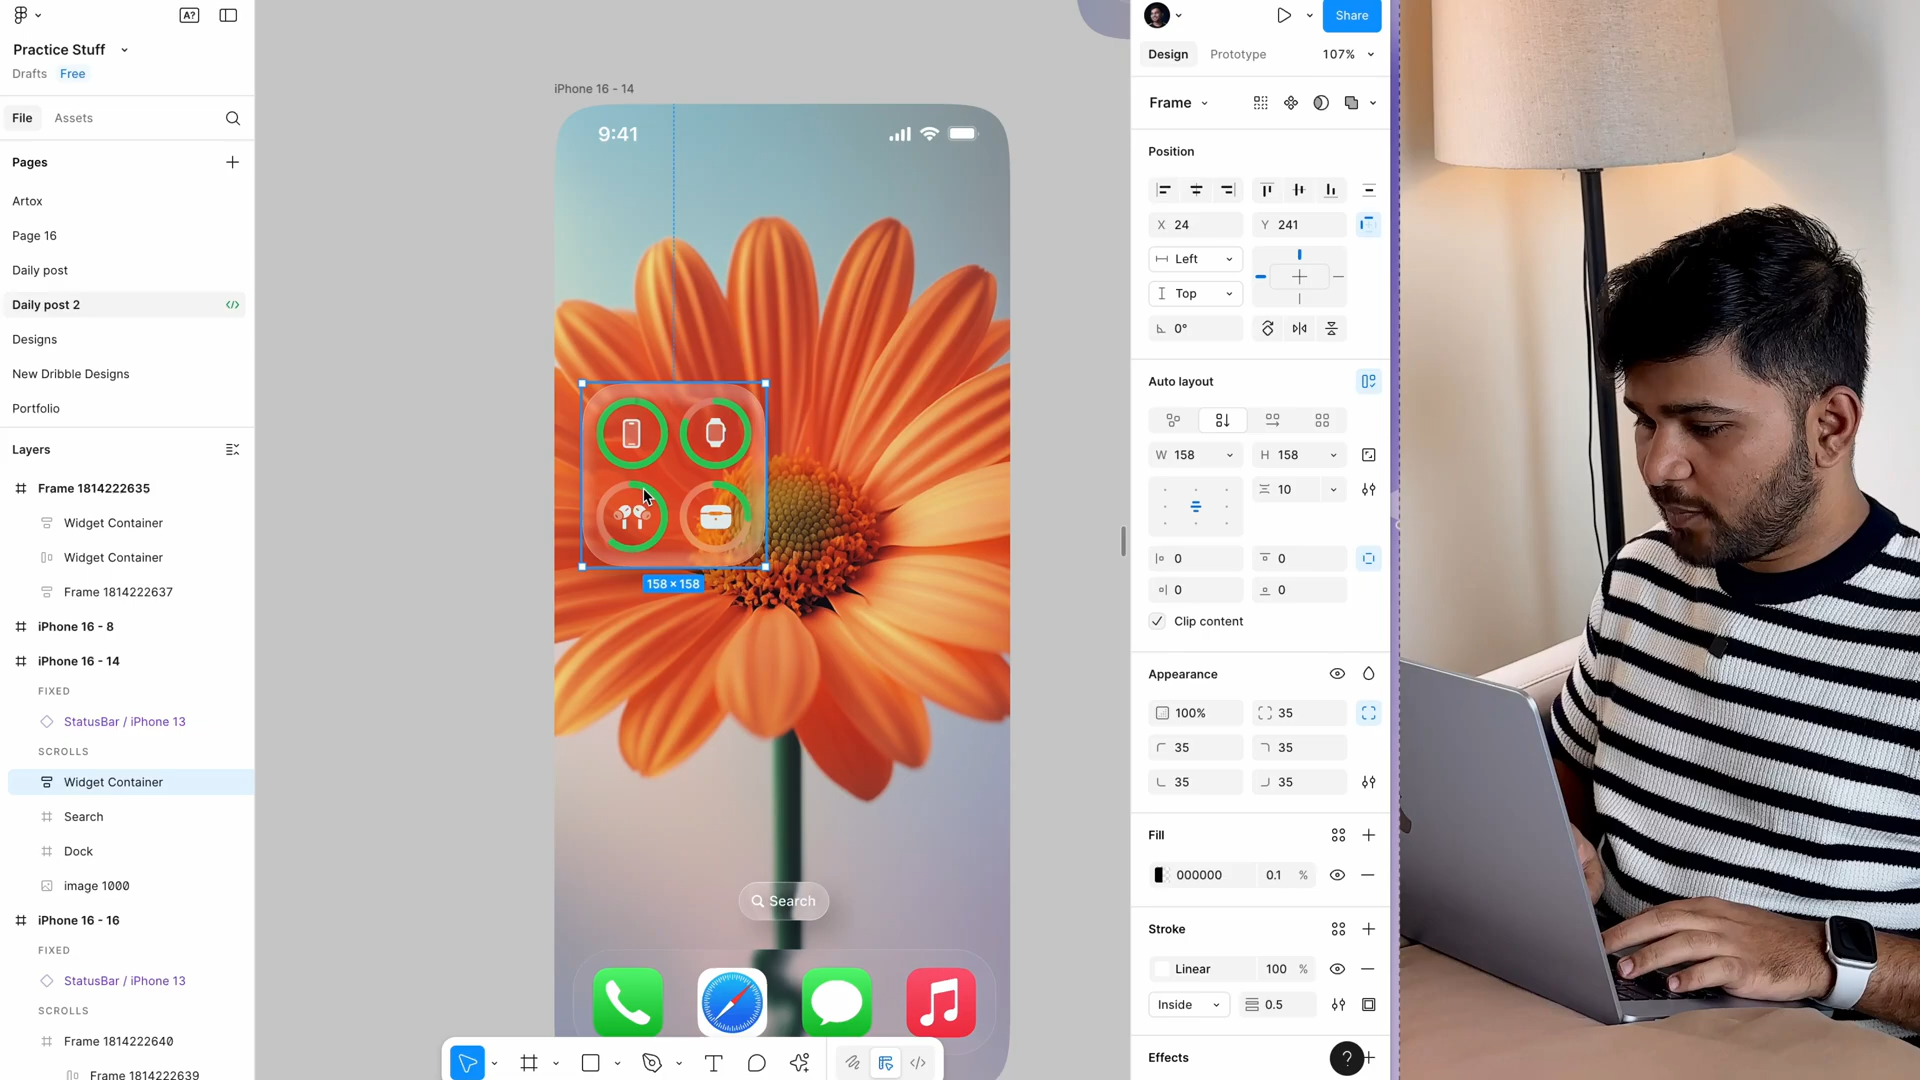 Practice Stuff
Drafts Free
File Assets
Pages
Artox
Page 16
Daily post
Daily post 2
Designs
New Dribble Designs
Portfolio
Layers
Frame 1814222635
Widget Container
Widget Container
Frame 1814222637
iPhone 16 - 8
iPhone 16 - 14
FIXED
StatusBar / iPhone 13
SCROLLS
Widget Container
Search
Dock
image 1000
iPhone 16 - 16
FIXED
StatusBar / iPhone 13
SCROLLS
Frame 1814222640
Frame 1814222639
A?
iPhone 16 - 14
9:41
158 × 158
Search
Share
Design Prototype 107%
Frame
Position
X 24 Y 241
Left
Top
0°
Auto layout
W 158 H 158
10
0 0
0 0
Clip content
Appearance
100% 35
35 35
35 35
Fill
000000 0.1 %
Stroke
Linear 100 %
Inside 0.5
Effects
?